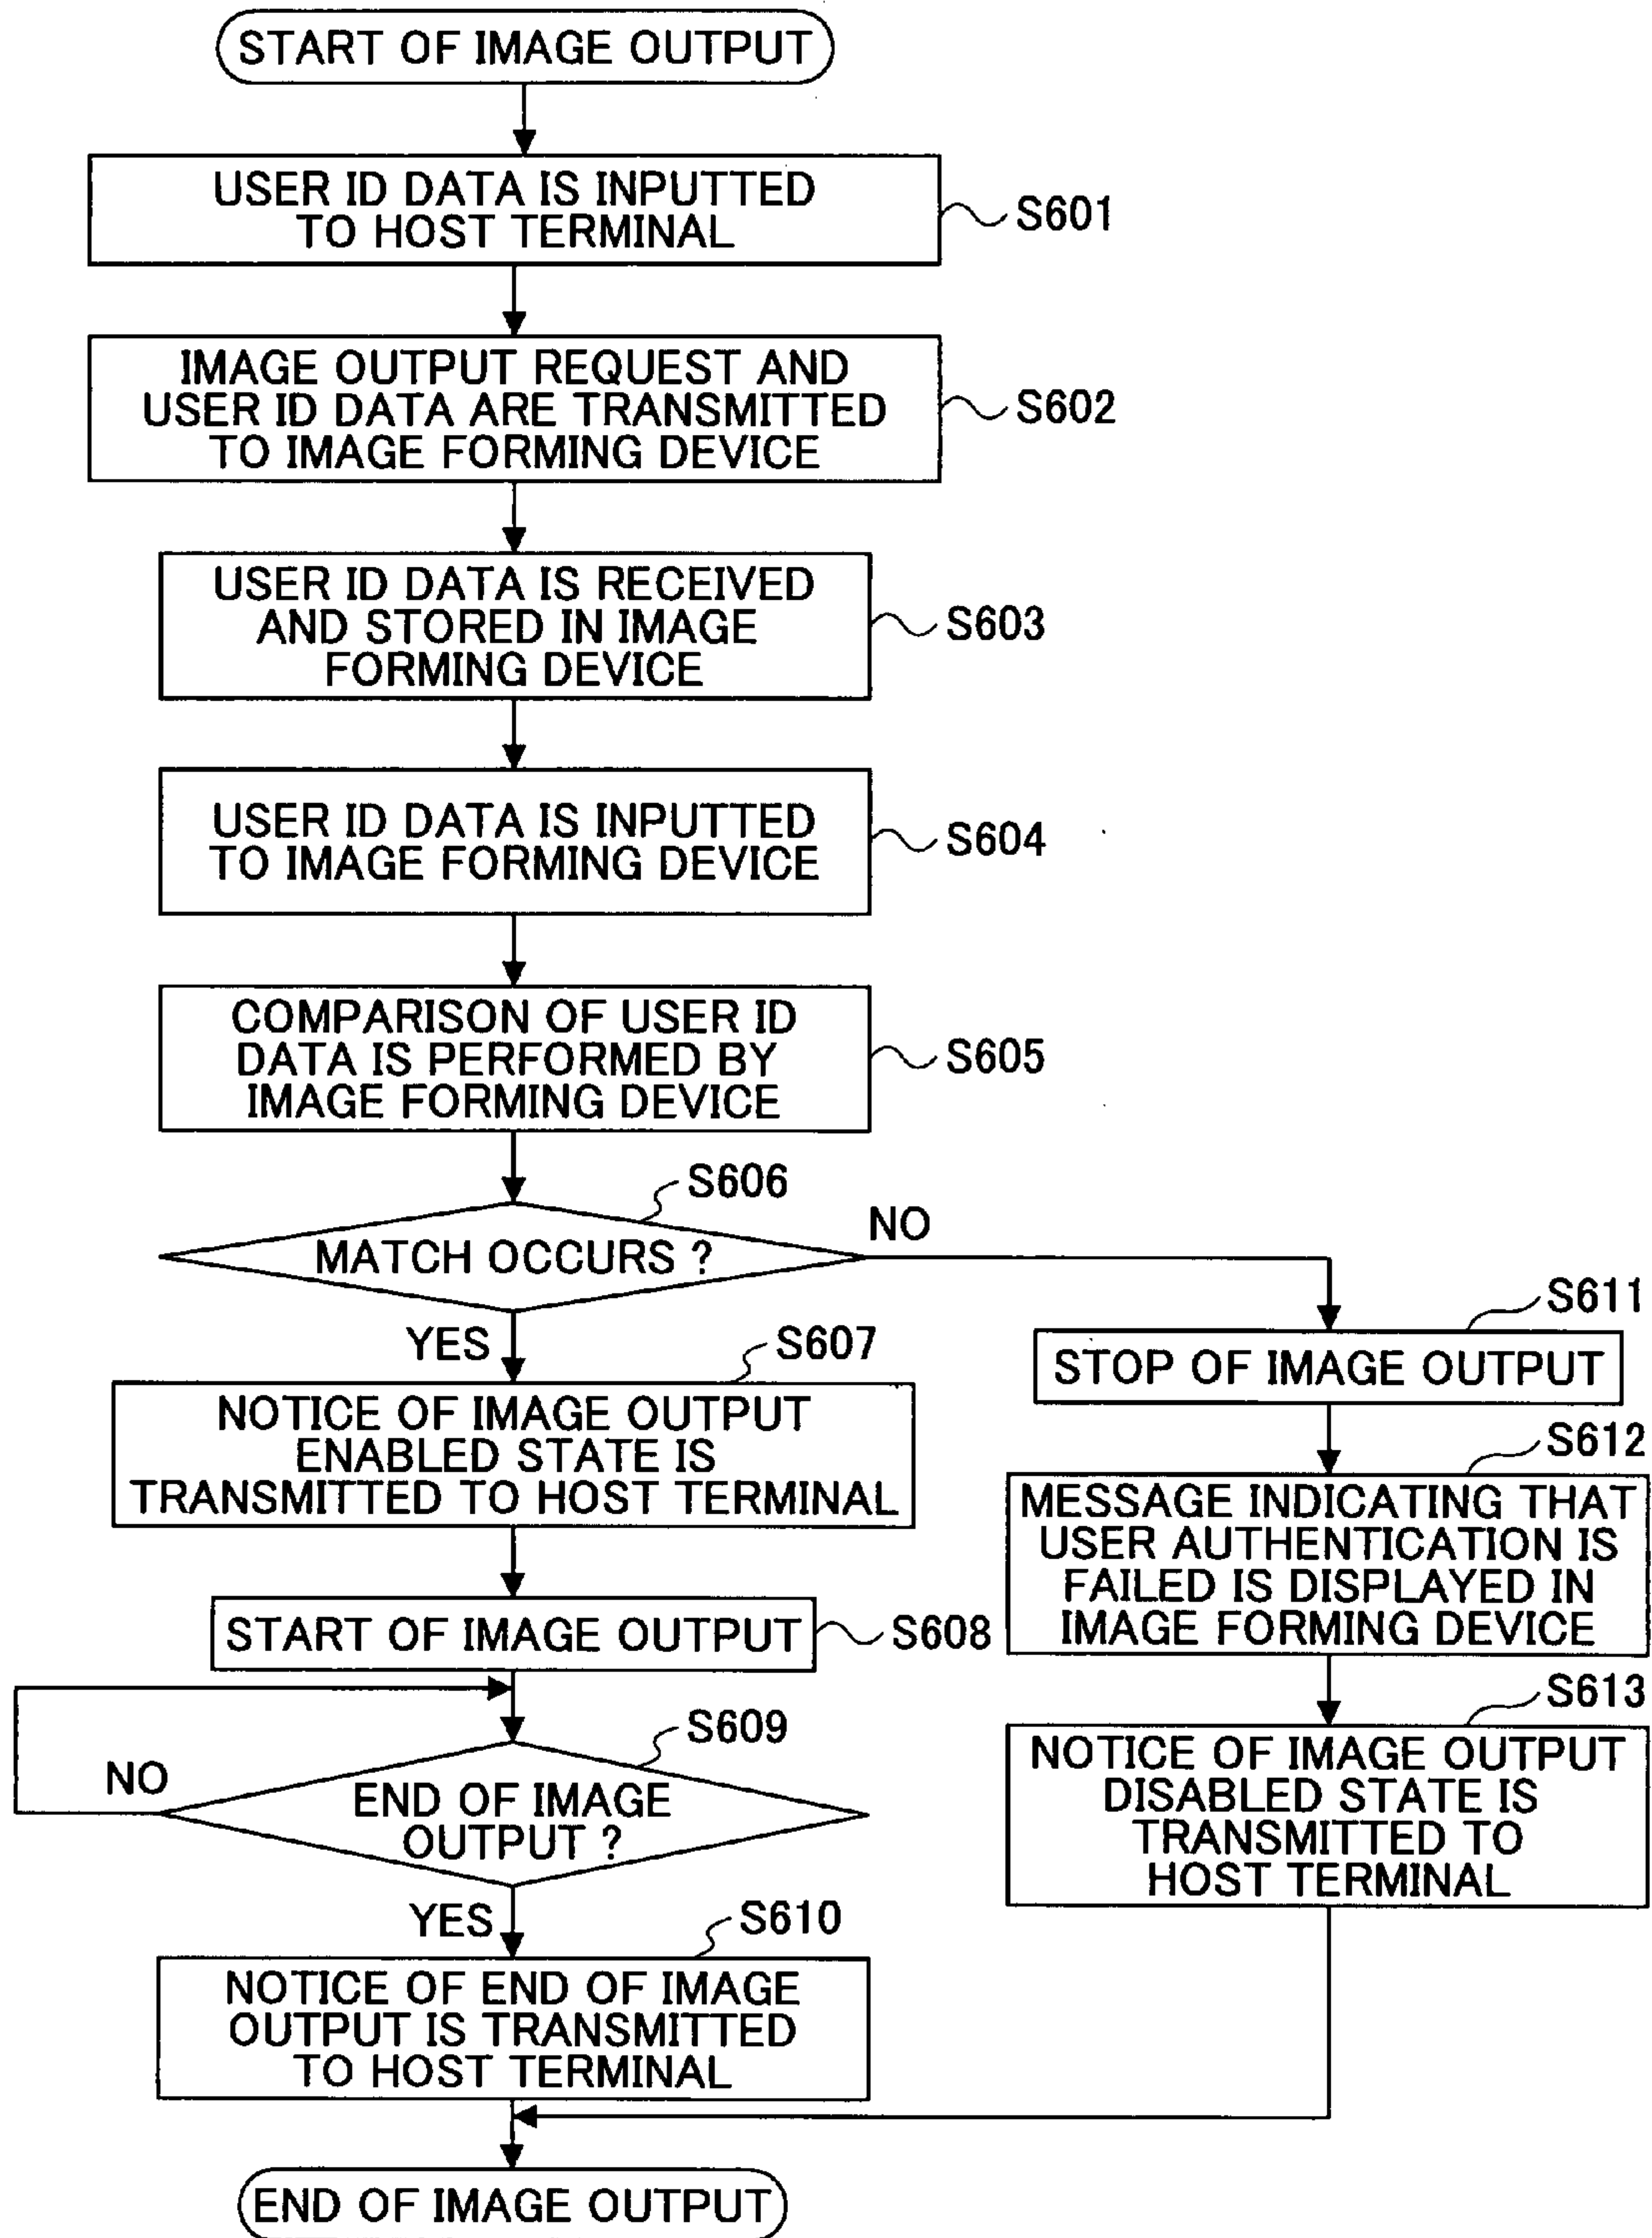 START OF IMAGE OUTPUT
USER ID DATA IS INPUTTED
TO HOST TERMINAL
S601
IMAGE OUTPUT REQUEST AND
USER ID DATA ARE TRANSMITTED
TO IMAGE FORMING DEVICE
S602
USER ID DATA IS RECEIVED
AND STORED IN IMAGE
FORMING DEVICE
S603
USER ID DATA IS INPUTTED
TO IMAGE FORMING DEVICE
S604
COMPARISON OF USER ID
DATA IS PERFORMED BY
IMAGE FORMING DEVICE
S605
S606
MATCH OCCURS ?
NO
YES
S607
NOTICE OF IMAGE OUTPUT
ENABLED STATE IS
TRANSMITTED TO HOST TERMINAL
START OF IMAGE OUTPUT
S608
S609
END OF IMAGE
OUTPUT ?
NO
YES
S610
NOTICE OF END OF IMAGE
OUTPUT IS TRANSMITTED
TO HOST TERMINAL
S611
STOP OF IMAGE OUTPUT
S612
MESSAGE INDICATING THAT
USER AUTHENTICATION IS
FAILED IS DISPLAYED IN
IMAGE FORMING DEVICE
S613
NOTICE OF IMAGE OUTPUT
DISABLED STATE IS
TRANSMITTED TO
HOST TERMINAL
END OF IMAGE OUTPUT